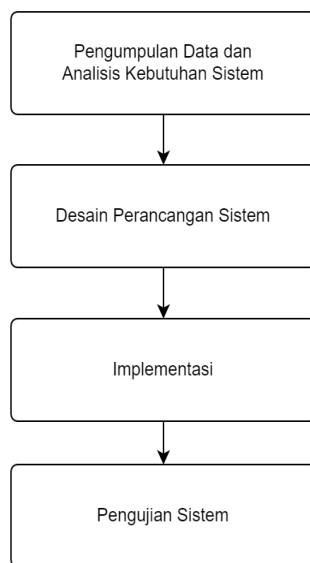 Pengumpulan Data dan
Analisis Kebutuhan Sistem
Desain Perancangan Sistem
Implementasi
Pengujian Sistem